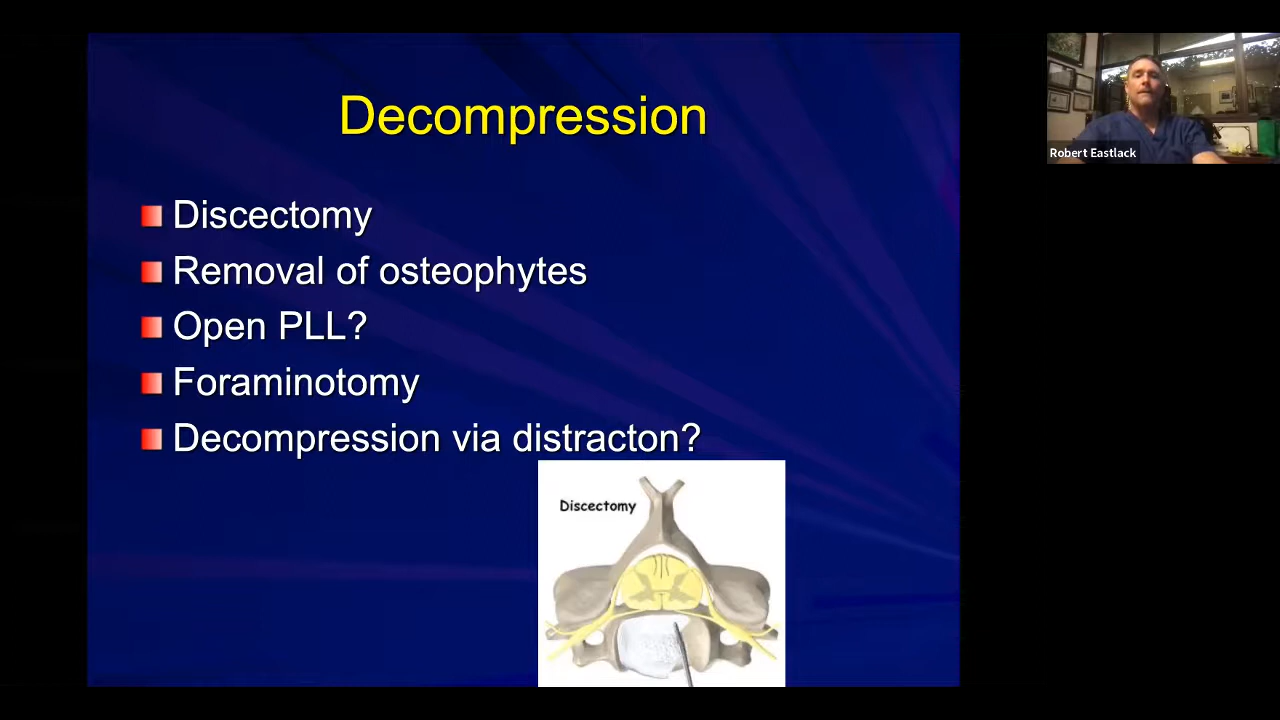 Decompression
Discectomy
Removal of osteophytes
Open PLL?
Foraminotomy
Decompression via distracton?
Discectomy
Robert Eastlack